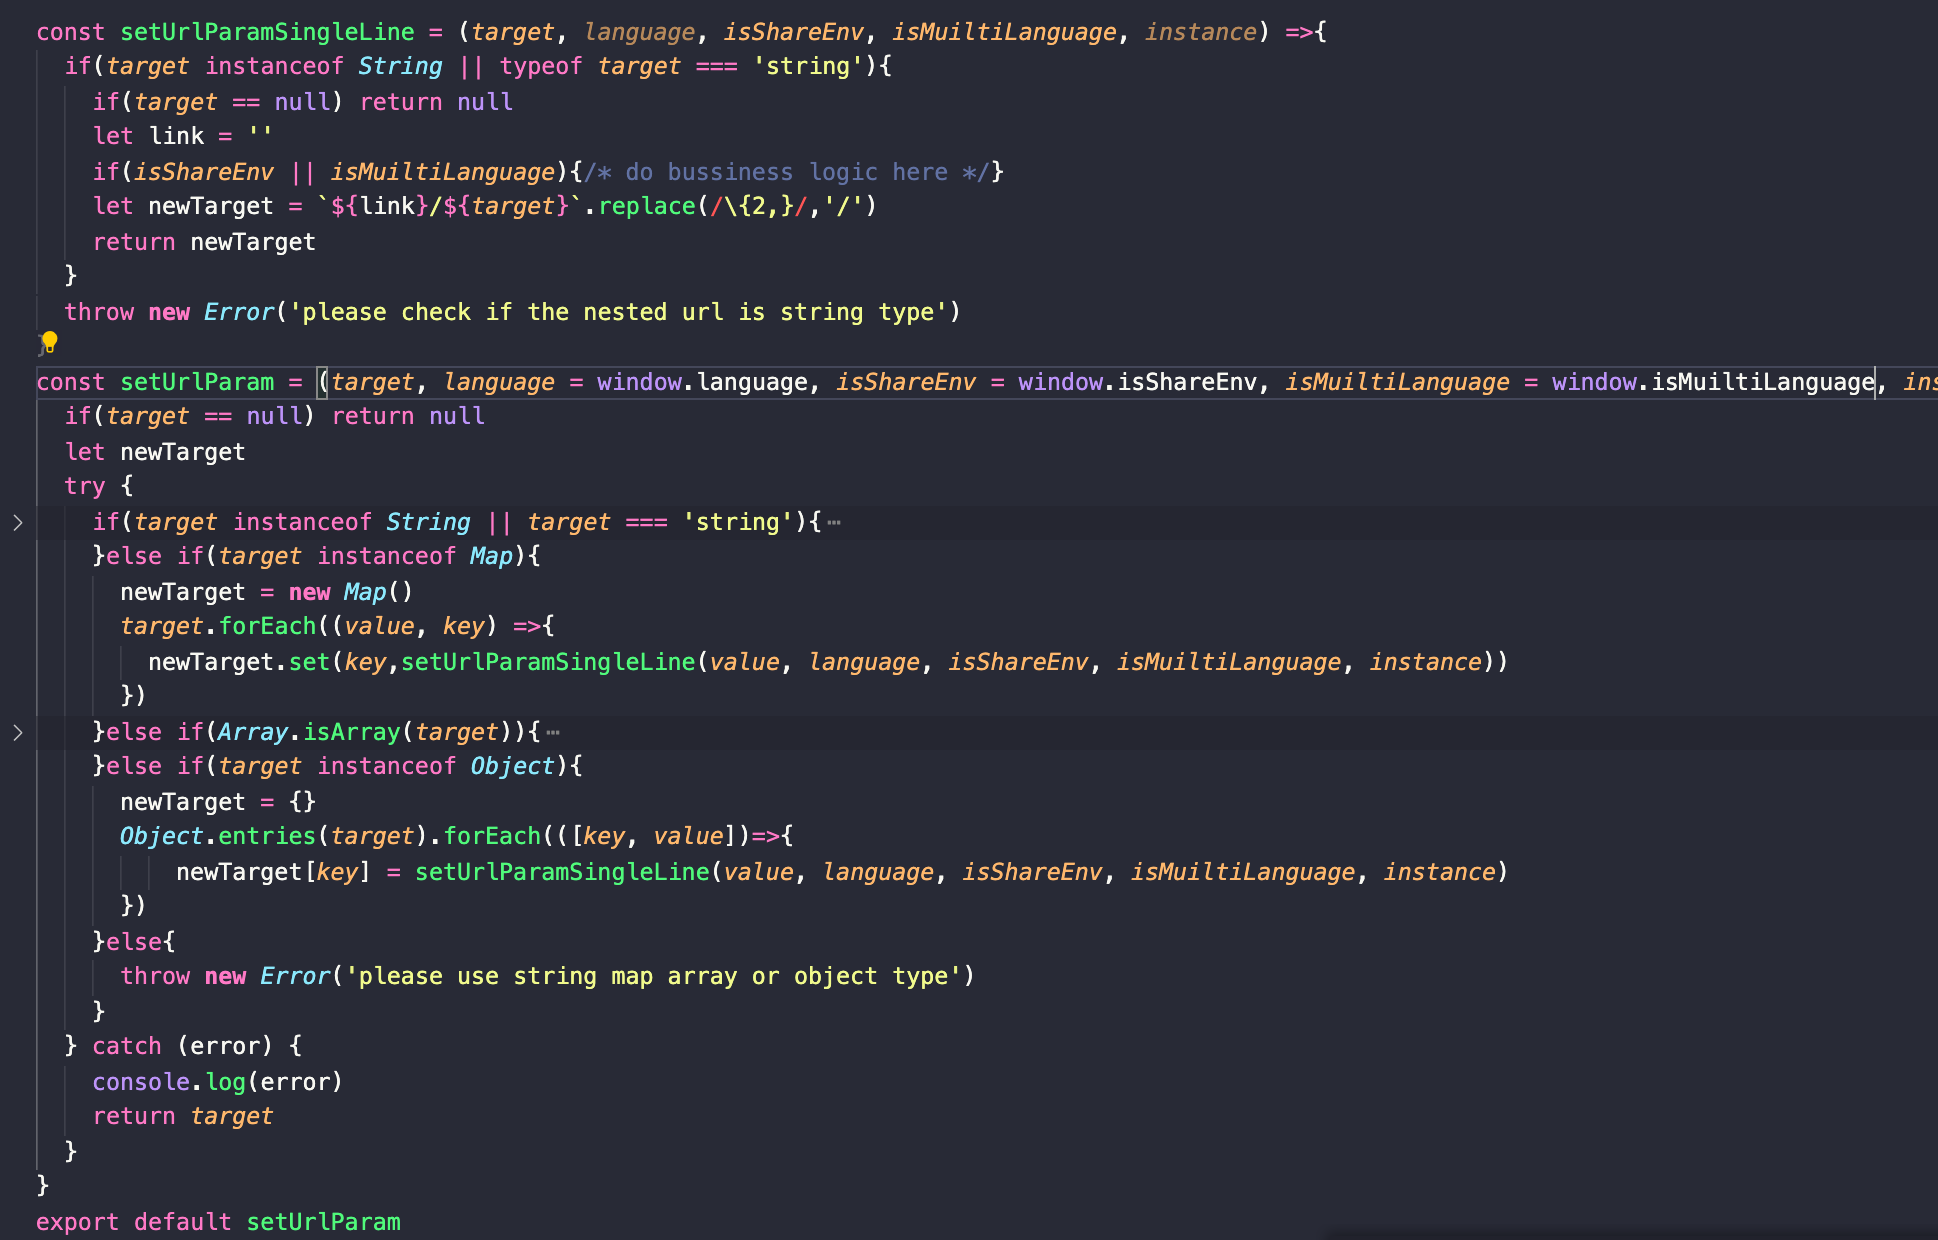 const setUrlParamSingleLine = (target, language, isShareEnv, isMuiltiLanguage, instance) =>{
if(target instanceof String || typeof target === 'string'){
if(target == null) return null
let link = ''
if(isShareEnv || isMuiltiLanguage){/* do bussiness logic here */}
let newTarget = `${link}/${target}`.replace(/\{2,}/,'/')
return newTarget
}
throw new Error('please check if the nested url is string type')
}
const setUrlParam = (target, language = window.language, isShareEnv = window.isShareEnv, isMuiltiLanguage = window.isMuiltiLanguage, ins
if(target == null) return null
let newTarget
try {
if(target instanceof String || target === 'string'){…
}else if(target instanceof Map){
newTarget = new Map()
target.forEach((value, key) =>{
newTarget.set(key,setUrlParamSingleLine(value, language, isShareEnv, isMuiltiLanguage, instance))
})
}else if(Array.isArray(target)){…
}else if(target instanceof Object){
newTarget = {}
Object.entries(target).forEach(([key, value])=>{
newTarget[key] = setUrlParamSingleLine(value, language, isShareEnv, isMuiltiLanguage, instance)
})
}else{
throw new Error('please use string map array or object type')
}
} catch (error) {
console.log(error)
return target
}
}
export default setUrlParam